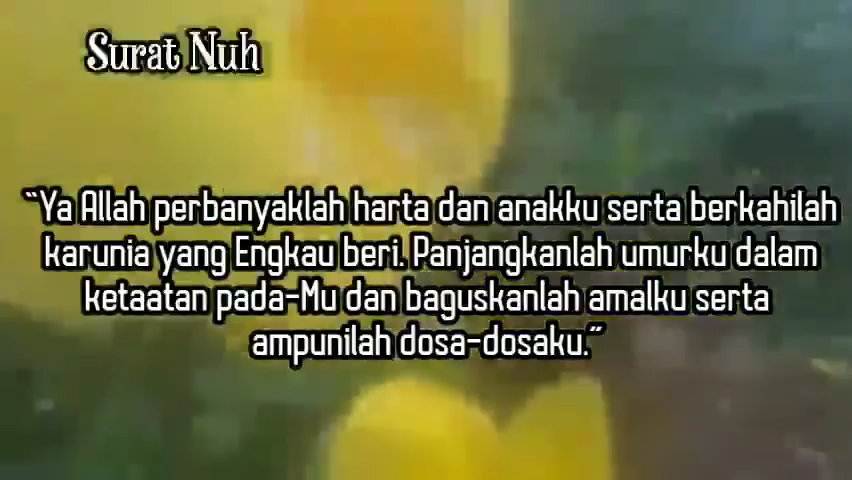 Surat Nuh
“Ya Allah perbanyaklah harta dan anakku serta berkahilah
karunia yang Engkau beri. Panjangkanlah umurku dalam
ketaatan pada-Mu dan baguskanlah amalku serta
ampunilah dosa-dosaku.”